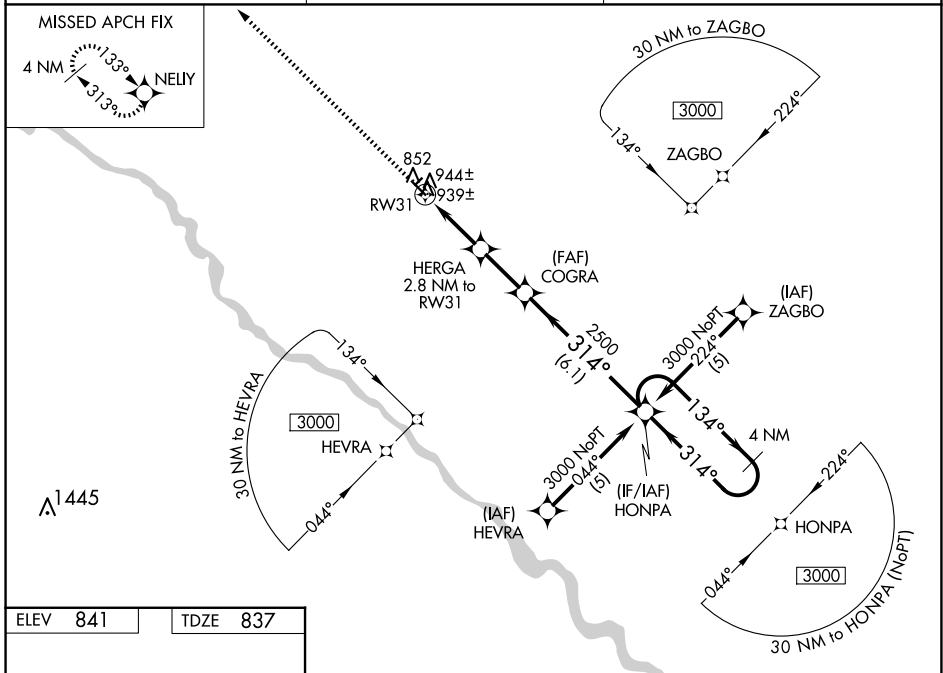 MISSED APCH FIX
4 NM
133°
313°
NELIY
30 NM to ZAGBO
3000
134°
224°
ZAGBO
852
944±
939±
RW31
HERGA
2.8 NM to
RW31
(FAF)
COGRA
(IAF)
ZAGBO
3000 NoPT
224°
(5)
2500
314°
(6.1)
134°
4 NM
314°
(IF/IAF)
HONPA
3000 NoPT
044°
(5)
(IAF)
HEVRA
30 NM to HEVRA
134°
3000
HEVRA
044°
1445
224°
HONPA
044°
3000
30 NM to HONPA (NoPT)
ELEV 841
TDZE 837